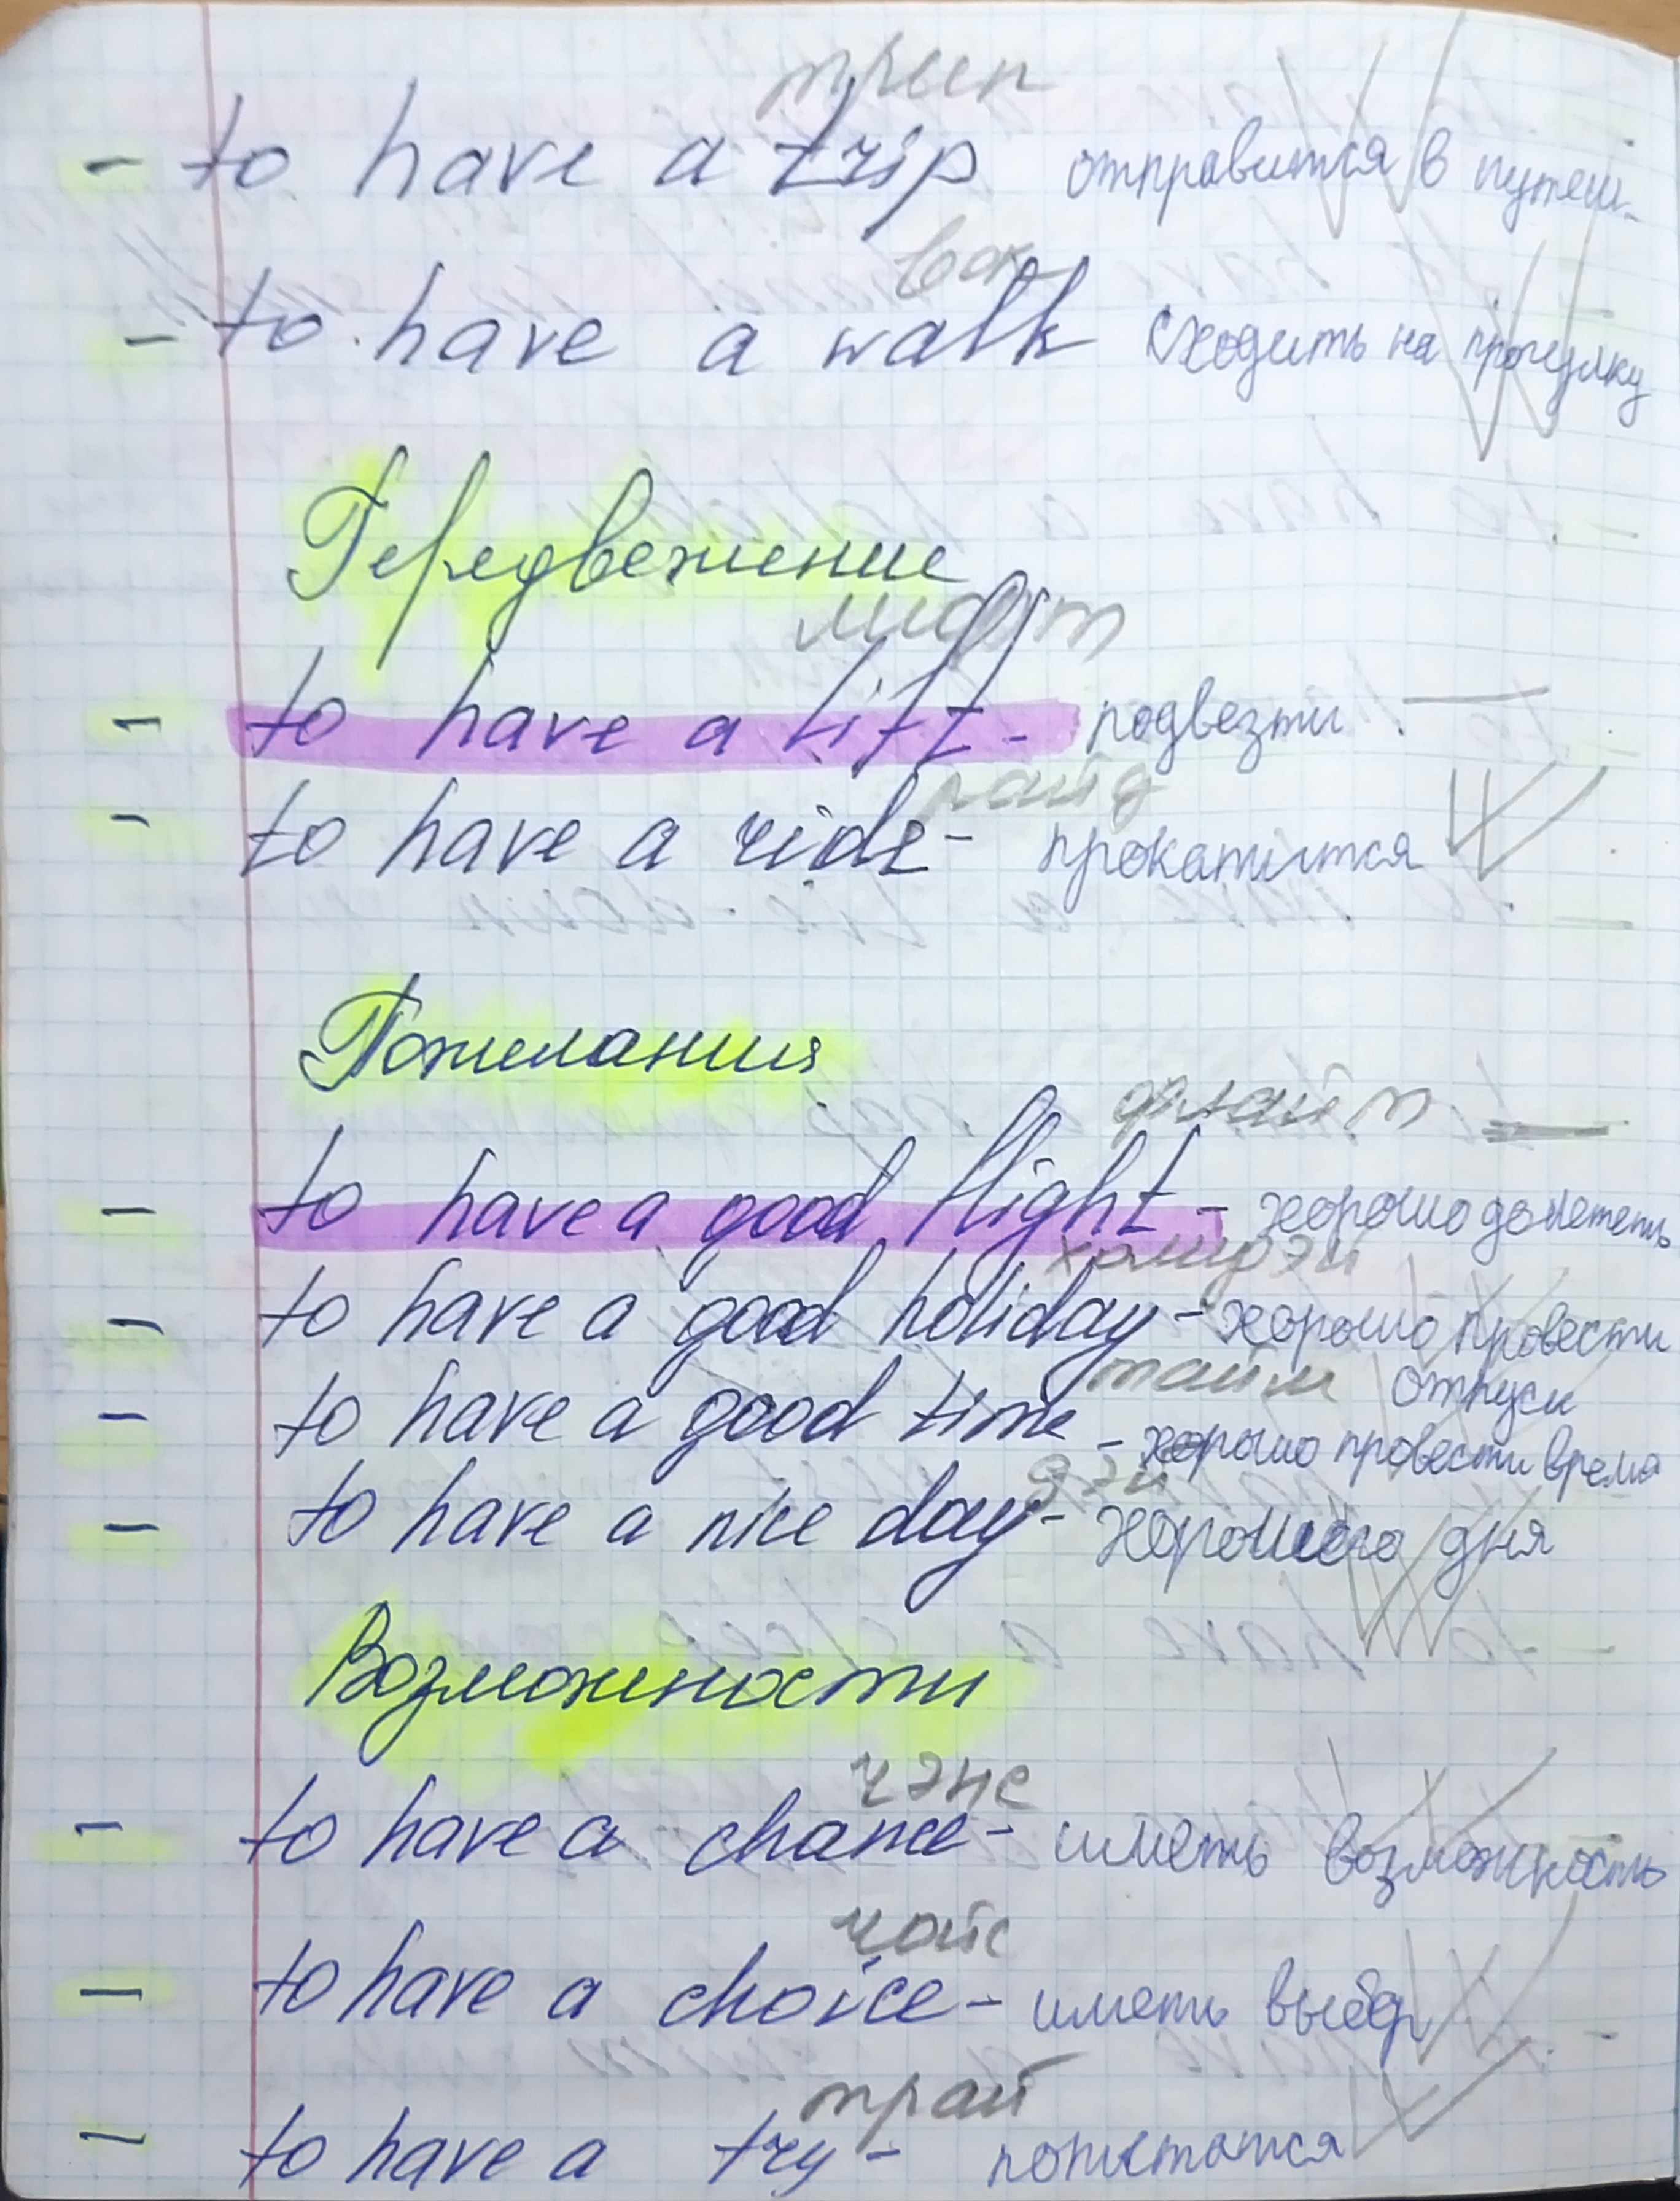 трип
- to have a trip отправится в путеш.
вок
- to have a walk сходить на прогулку
Передвежение
лифт
- to have a lift - подвезти
райд
- to have a ride - прокатится
Пожелания
флайт
- to have a good flight - хорошо долететь
холидэй
- to have a good holiday - хорошо провести
отпуск
тайм
- to have a good time - хорошо провести время
дэй
- to have a nice day - хорошего дня
Возможности
чэнс
- to have a chance - иметь возможность
чойс
- to have a choice - иметь выбор
трай
- to have a try - попытатся